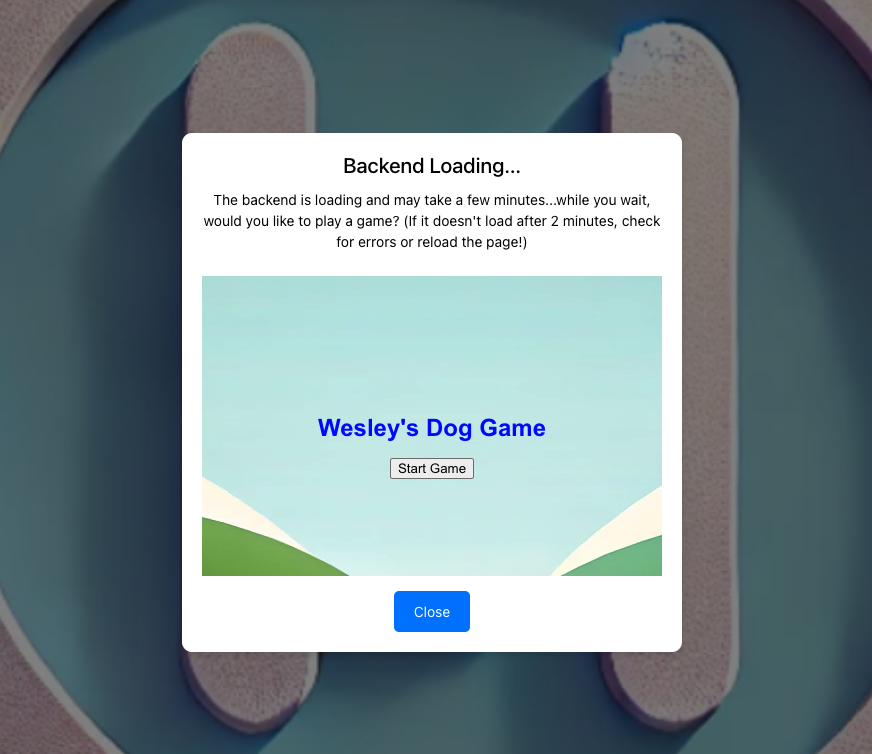 Backend Loading...
The backend is loading and may take a few minutes...while you wait,
would you like to play a game? (If it doesn't load after 2 minutes, check
for errors or reload the page!)
Wesley's Dog Game
Start Game
Close